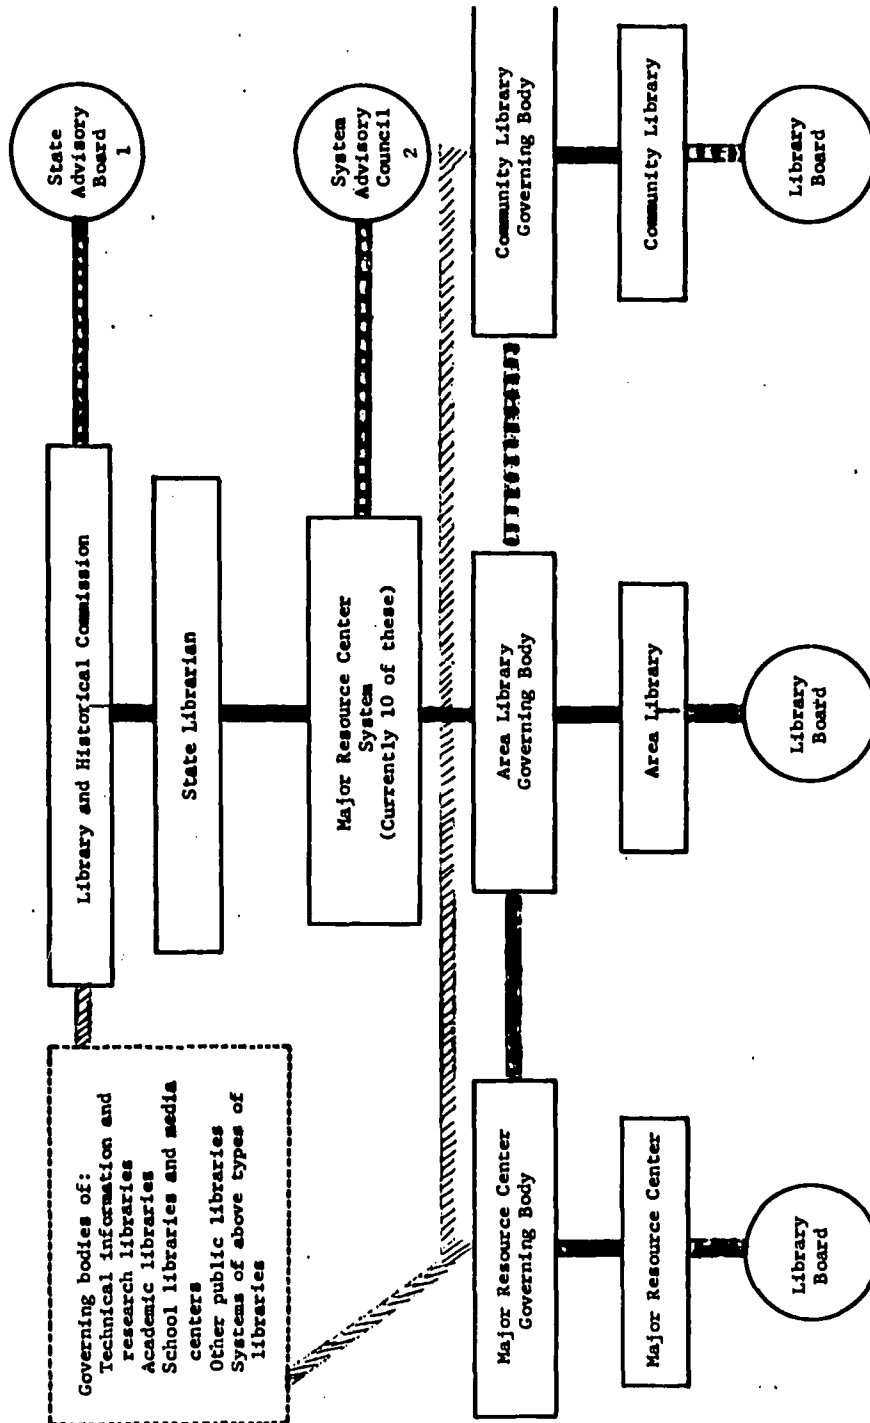 Governing bodies of:
Technical information and
research libraries
Academic libraries
School libraries and media
centers
Other public libraries
Systems of above types of
libraries
Library and Historical Commission
State
Advisory
Board
1
State Librarian
Major Resource Center
System
(Currently 10 of these)
System
Advisory
Council
2
Major Resource Center
Governing Body
Area Library
Governing Body
Community Library
Governing Body
Major Resource Center
Area Library
Community Library
Library
Board
Library
Board
Library
Board